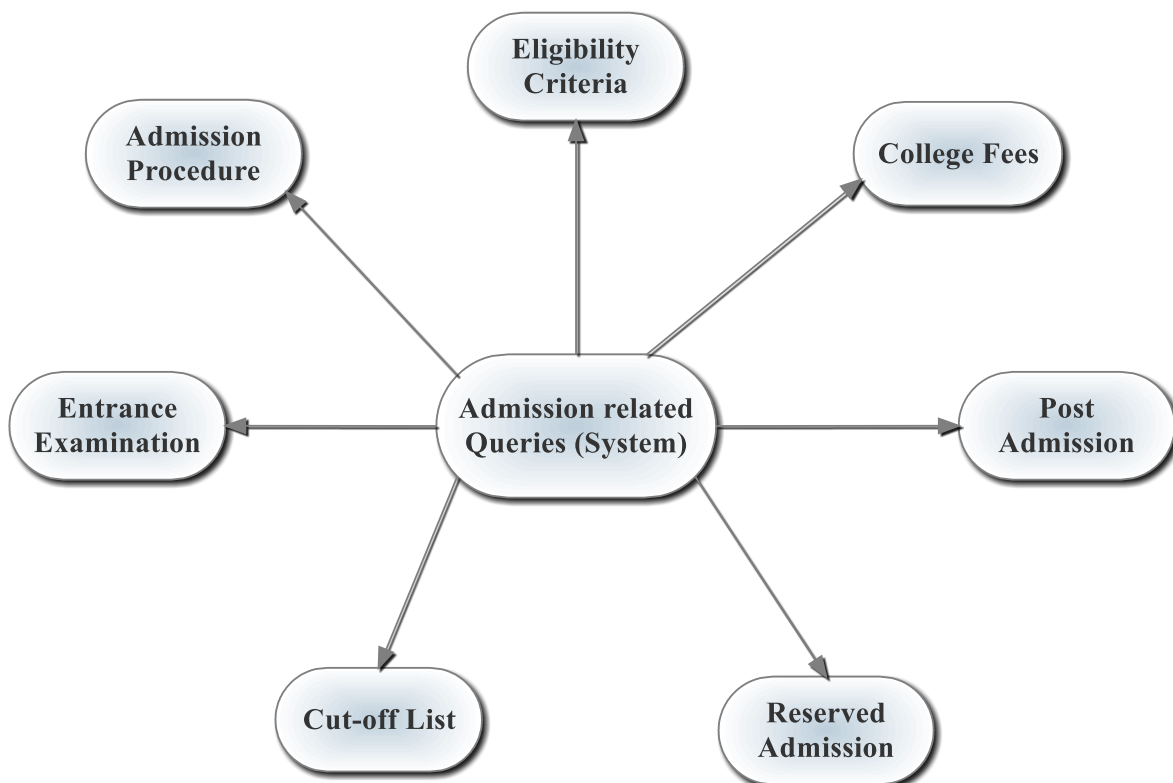 Eligibility
Criteria
Admission
Procedure
College Fees
Entrance
Examination
Admission related
Queries (System)
Post
Admission
Cut-off List
Reserved
Admission